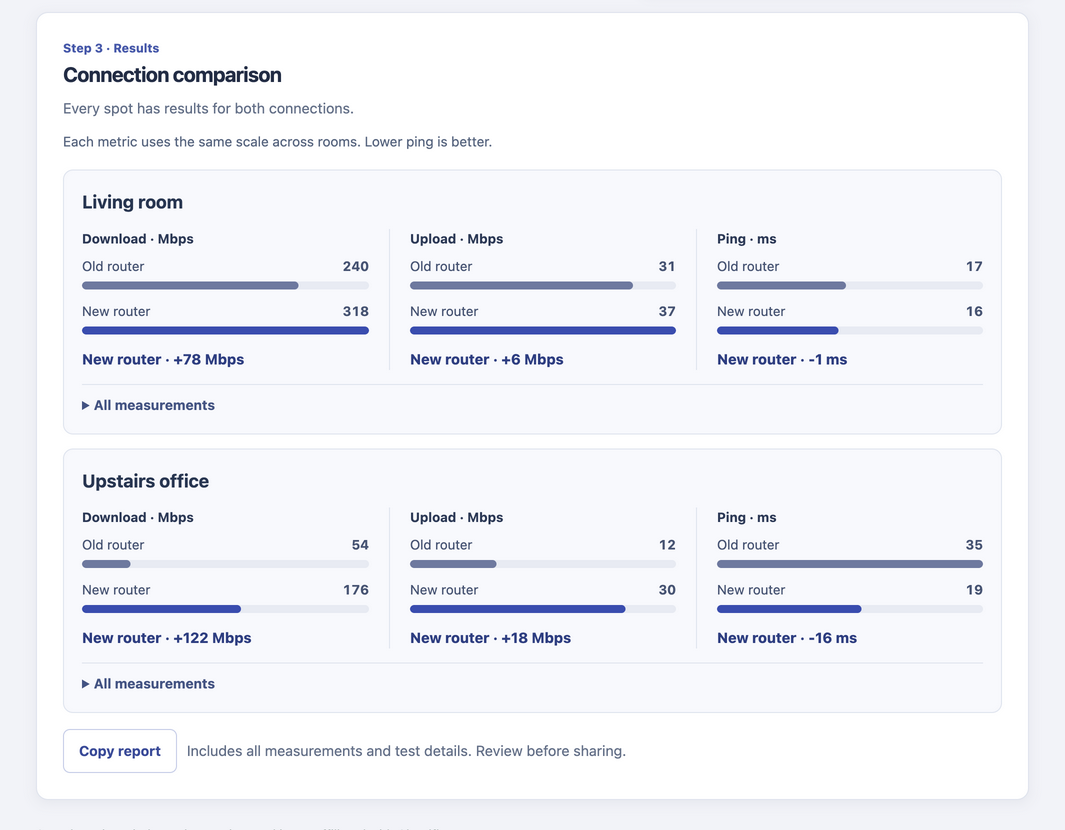 Step 3 · Results
Connection comparison
Every spot has results for both connections.
Each metric uses the same scale across rooms. Lower ping is better.
Living room
Download · Mbps
Old router 240
New router 318
New router · +78 Mbps
Upload · Mbps
Old router 31
New router 37
New router · +6 Mbps
Ping · ms
Old router 17
New router 16
New router · -1 ms
▶ All measurements
Upstairs office
Download · Mbps
Old router 54
New router 176
New router · +122 Mbps
Upload · Mbps
Old router 12
New router 30
New router · +18 Mbps
Ping · ms
Old router 35
New router 19
New router · -16 ms
▶ All measurements
Copy report
Includes all measurements and test details. Review before sharing.